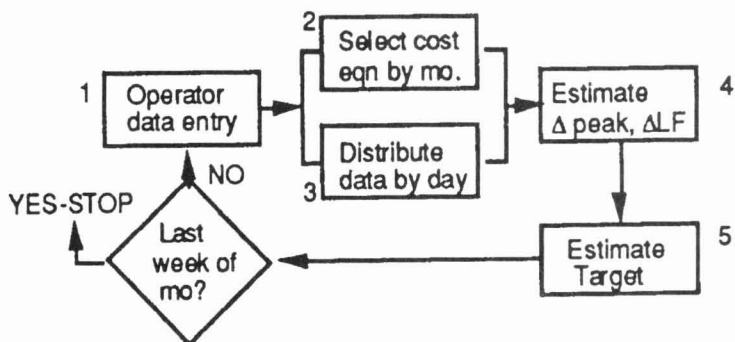 1
Operator
data entry
2
Select cost
eqn by mo.
3
Distribute
data by day
4
Estimate
Δ peak, ΔLF
5
Estimate
Target
Last
week of
mo?
NO
YES-STOP